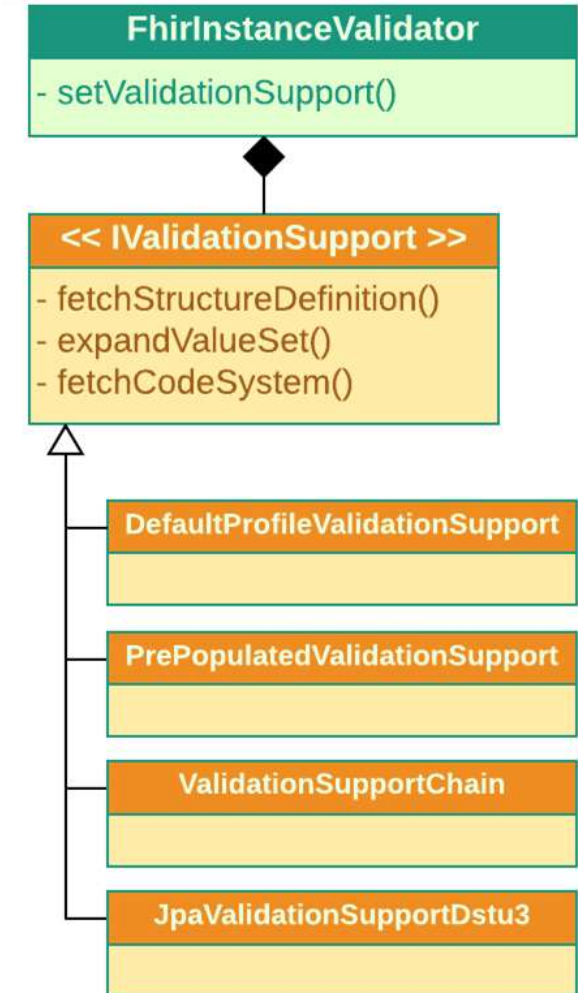 FhirInstanceValidator
- setValidationSupport()
<< IValidationSupport >>
- fetchStructureDefinition()
- expandValueSet()
- fetchCodeSystem()
DefaultProfileValidationSupport
PrePopulatedValidationSupport
ValidationSupportChain
JpaValidationSupportDstu3